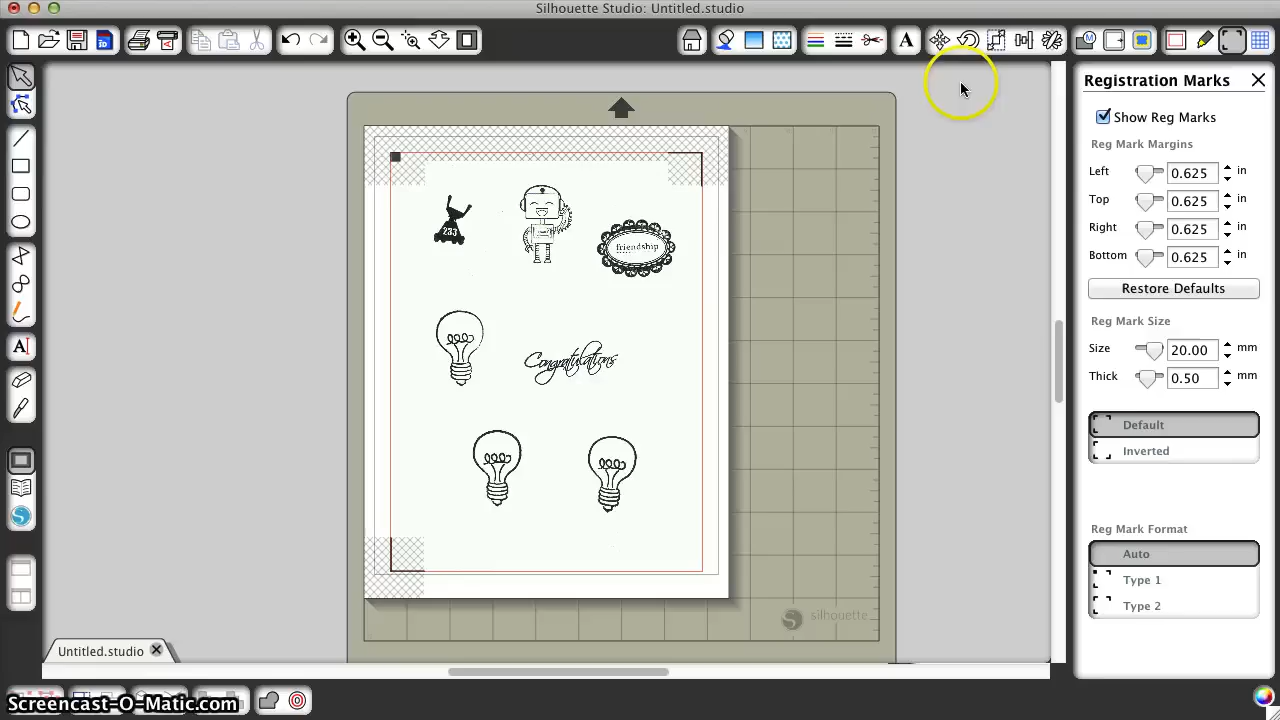 Silhouette Studio: Untitled.studio
A
Registration Marks
Show Reg Marks
Reg Mark Margins
Left 0.625 in
Top 0.625 in
Right 0.625 in
Bottom 0.625 in
Restore Defaults
Reg Mark Size
Size 20.00 mm
Thick 0.50 mm
Default
Inverted
Reg Mark Format
Auto
Type 1
Type 2
A
233
friendship
Congratulations
silhouette
Untitled.studio
Screencast-O-Matic.com